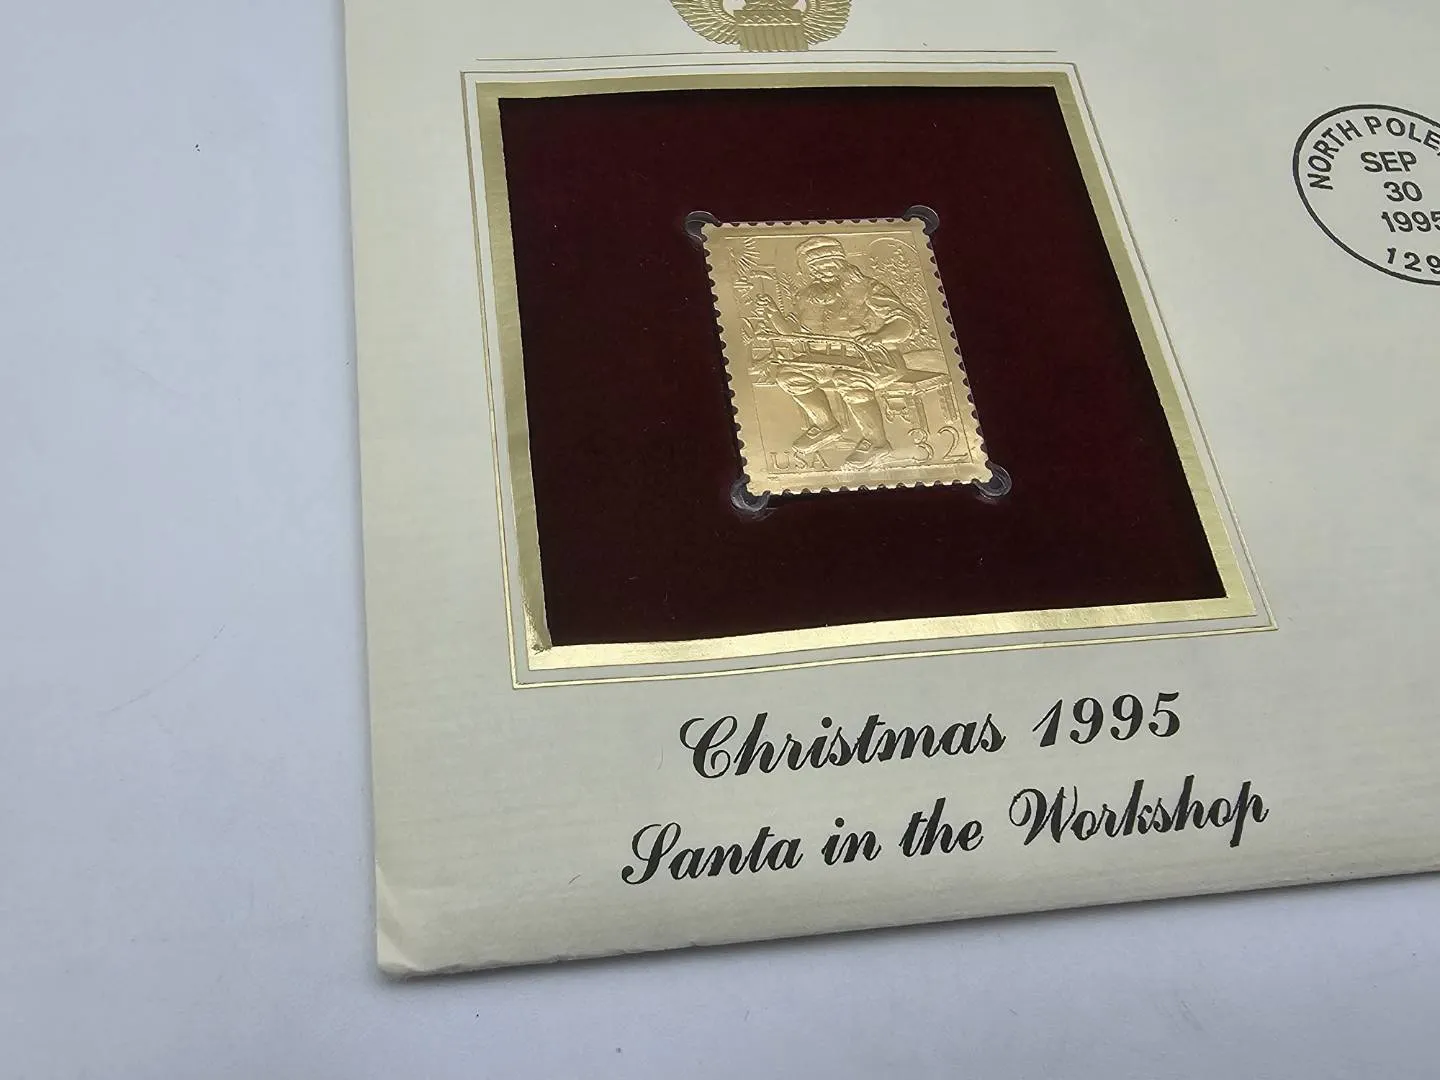 NORTH POLE
SEP
30
1995
129
USA 32
Christmas 1995
Santa in the Workshop